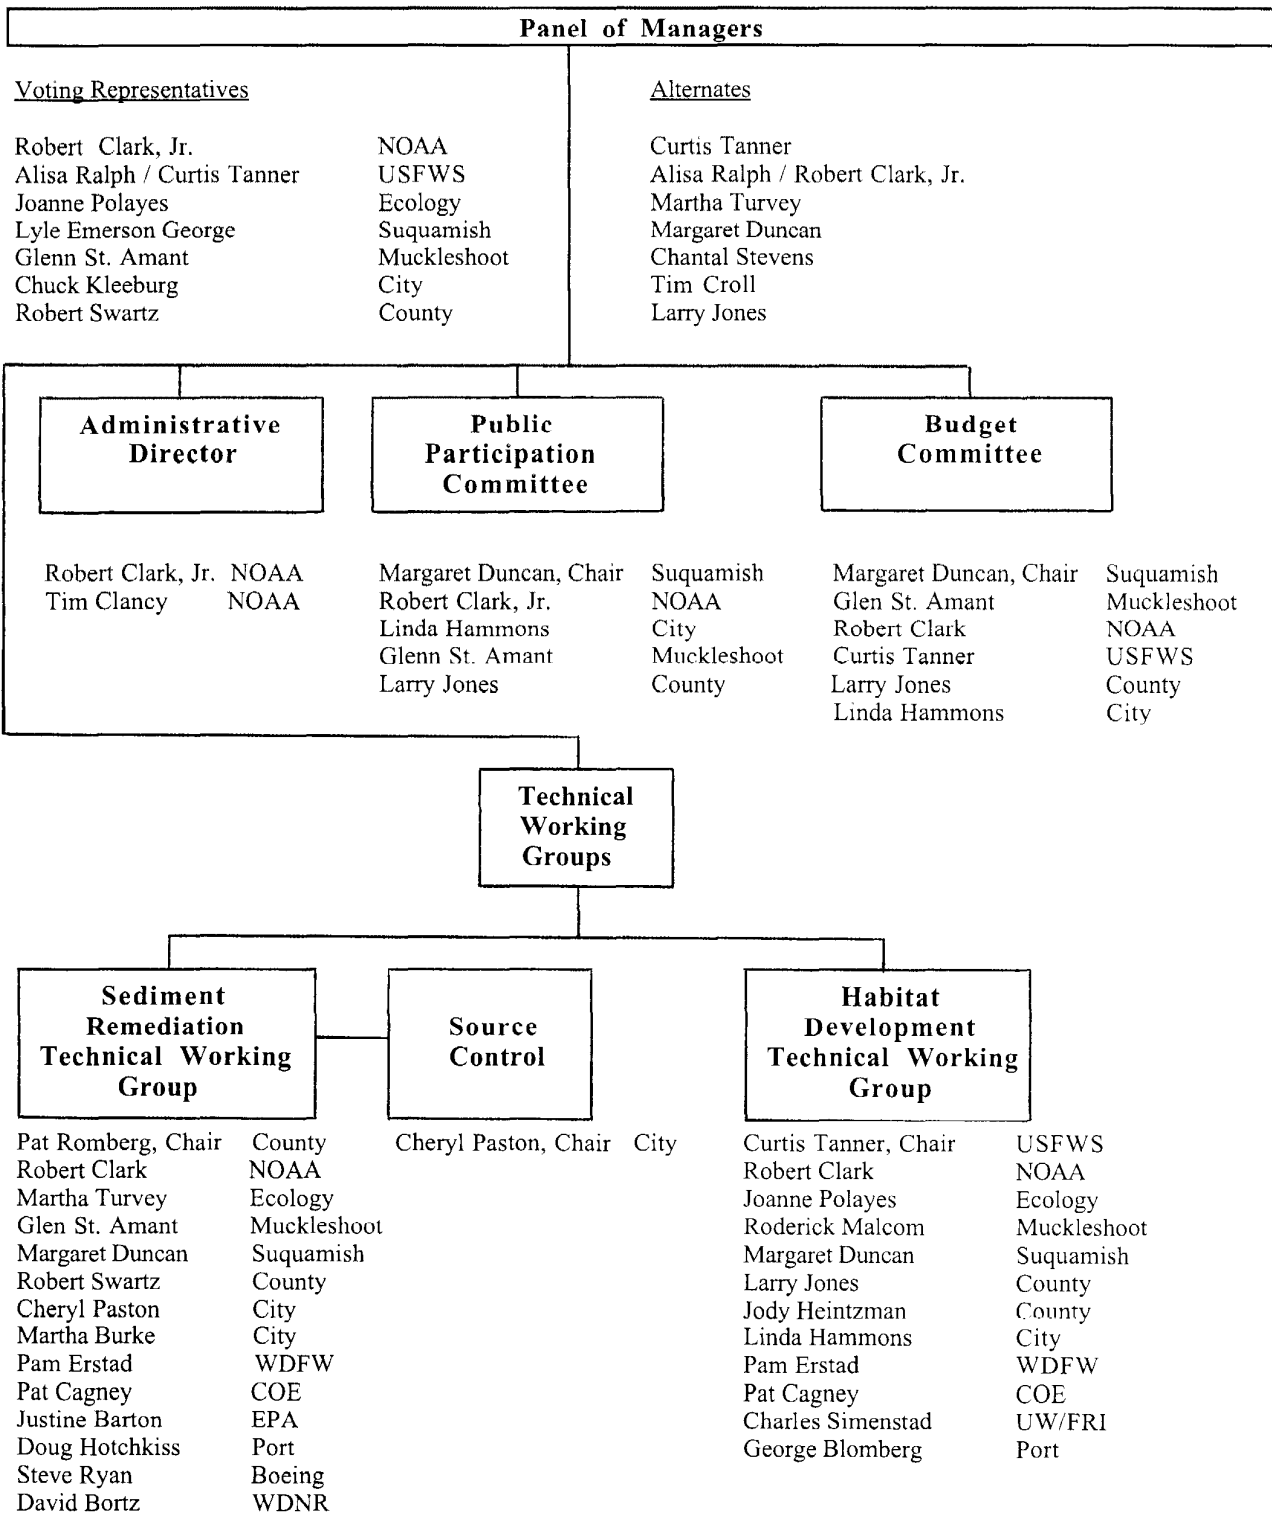 Panel of Managers
Voting Representatives Alternates
Robert Clark, Jr. NOAA Curtis Tanner
Alisa Ralph / Curtis Tanner USFWS Alisa Ralph / Robert Clark, Jr.
Joanne Polayes Ecology Martha Turvey
Lyle Emerson George Suquamish Margaret Duncan
Glenn St. Amant Muckleshoot Chantal Stevens
Chuck Kleeburg City Tim Croll
Robert Swartz County Larry Jones
Administrative
Director
Robert Clark, Jr. NOAA
Tim Clancy NOAA
Public
Participation
Committee
Margaret Duncan, Chair Suquamish
Robert Clark, Jr. NOAA
Linda Hammons City
Glenn St. Amant Muckleshoot
Larry Jones County
Budget
Committee
Margaret Duncan, Chair Suquamish
Glen St. Amant Muckleshoot
Robert Clark NOAA
Curtis Tanner USFWS
Larry Jones County
Linda Hammons City
Technical
Working
Groups
Sediment
Remediation
Technical Working
Group
Pat Romberg, Chair County
Robert Clark NOAA
Martha Turvey Ecology
Glen St. Amant Muckleshoot
Margaret Duncan Suquamish
Robert Swartz County
Cheryl Paston City
Martha Burke City
Pam Erstad WDFW
Pat Cagney COE
Justine Barton EPA
Doug Hotchkiss Port
Steve Ryan Boeing
David Bortz WDNR
Source
Control
Cheryl Paston, Chair City
Habitat
Development
Technical Working
Group
Curtis Tanner, Chair USFWS
Robert Clark NOAA
Joanne Polayes Ecology
Roderick Malcom Muckleshoot
Margaret Duncan Suquamish
Larry Jones County
Jody Heintzman County
Linda Hammons City
Pam Erstad WDFW
Pat Cagney COE
Charles Simenstad UW/FRI
George Blomberg Port